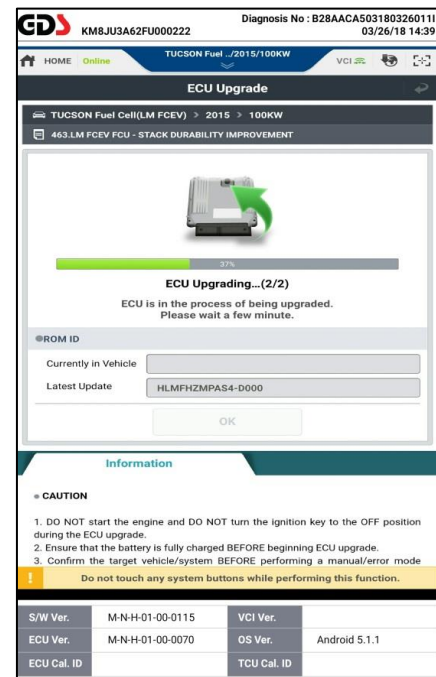 GDS
KM8JU3A62FU000222
Diagnosis No : B28AACA50318032601​1I
03/26/18 14:39
HOME Online
TUCSON Fuel ../2015/100KW
VCI
ECU Upgrade
TUCSON Fuel Cell(LM FCEV) > 2015 > 100KW
463.LM FCEV FCU - STACK DURABILITY IMPROVEMENT
37%
ECU Upgrading...(2/2)
ECU is in the process of being upgraded.
Please wait a few minute.
ROM ID
Currently in Vehicle
Latest Update HLMFHZMPAS4-D000
OK
Information
CAUTION
1. DO NOT start the engine and DO NOT turn the ignition key to the OFF position
during the ECU upgrade.
2. Ensure that the battery is fully charged BEFORE beginning ECU upgrade.
3. Confirm the target vehicle/system BEFORE performing a manual/error mode
! Do not touch any system buttons while performing this function.
S/W Ver. M-N-H-01-00-0115 VCI Ver.
ECU Ver. M-N-H-01-00-0070 OS Ver. Android 5.1.1
ECU Cal. ID TCU Cal. ID